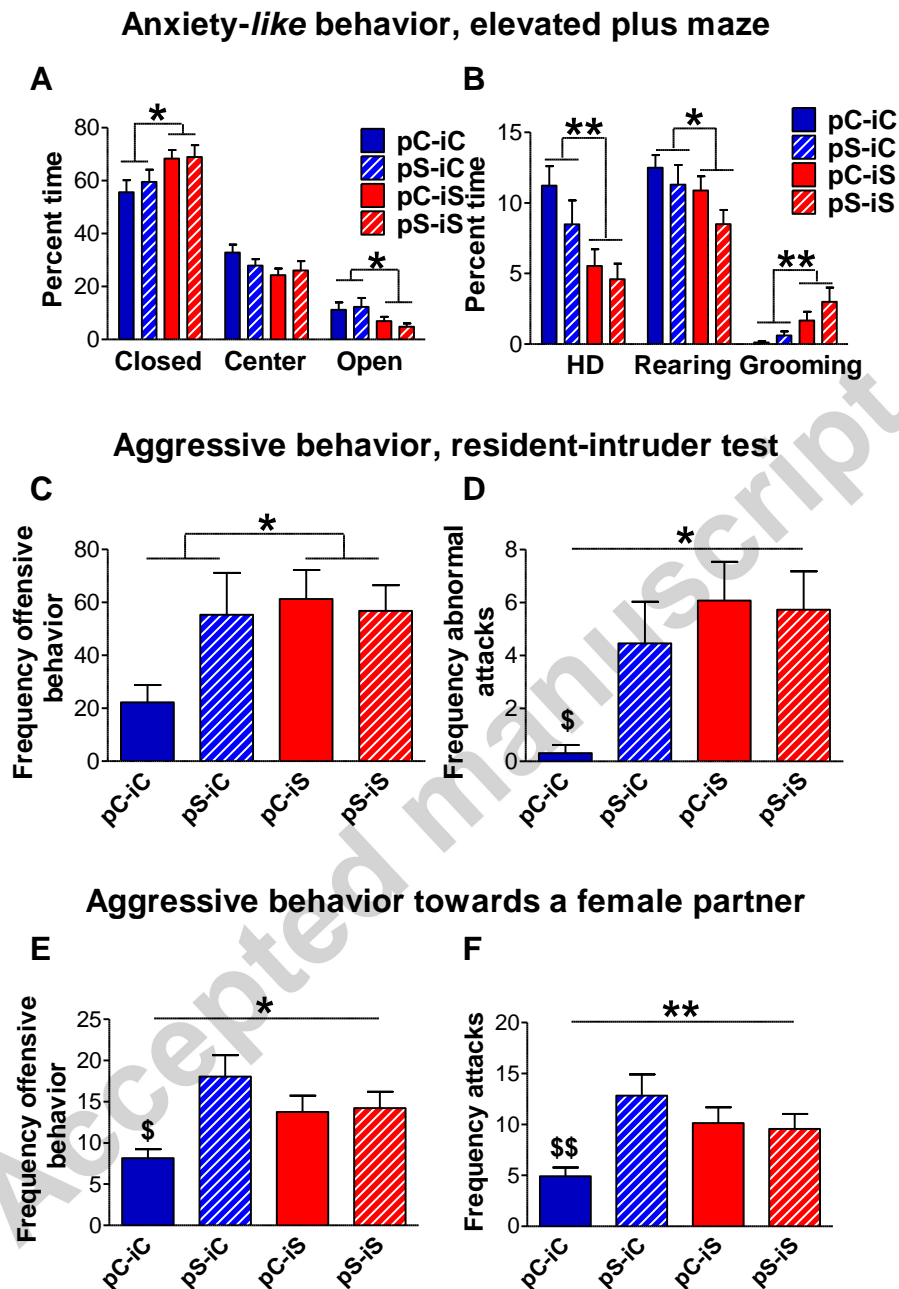 Anxiety-like behavior, elevated plus maze
A
B
Percent time
80
60
40
20
0
*
*
Closed
Center
Open
pC-iC
pS-iC
pC-iS
pS-iS
Percent time
15
10
5
0
**
*
**
HD
Rearing
Grooming
pC-iC
pS-iC
pC-iS
pS-iS
Aggressive behavior, resident-intruder test
C
D
Frequency offensive
behavior
80
60
40
20
0
*
pC-iC
pS-iC
pC-iS
pS-iS
Frequency abnormal
attacks
8
6
4
2
0
*
$
pC-iC
pS-iC
pC-iS
pS-iS
Aggressive behavior towards a female partner
E
F
Frequency offensive
behavior
25
20
15
10
5
0
*
$
pC-iC
pS-iC
pC-iS
pS-iS
Frequency attacks
20
15
10
5
0
**
$$
pC-iC
pS-iC
pC-iS
pS-iS
Accepted manuscript